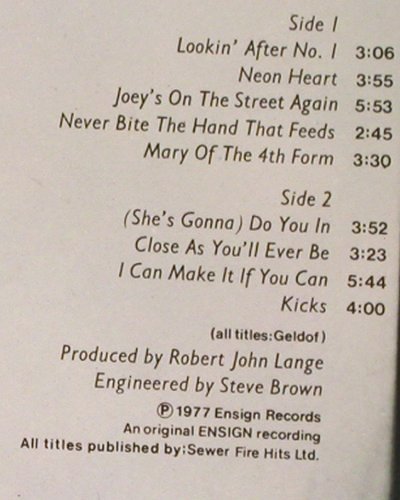 Side 1
Lookin' After No. 1 3:06
Neon Heart 3:55
Joey's On The Street Again 5:53
Never Bite The Hand That Feeds 2:45
Mary Of The 4th Form 3:30
Side 2
(She's Gonna) Do You In 3:52
Close As You'll Ever Be 3:23
I Can Make It If You Can 5:44
Kicks 4:00
(all titles:Geldof)
Produced by Robert John Lange
Engineered by Steve Brown
℗ 1977 Ensign Records
An original ENSIGN recording
All titles published by:Sewer Fire Hits Ltd.